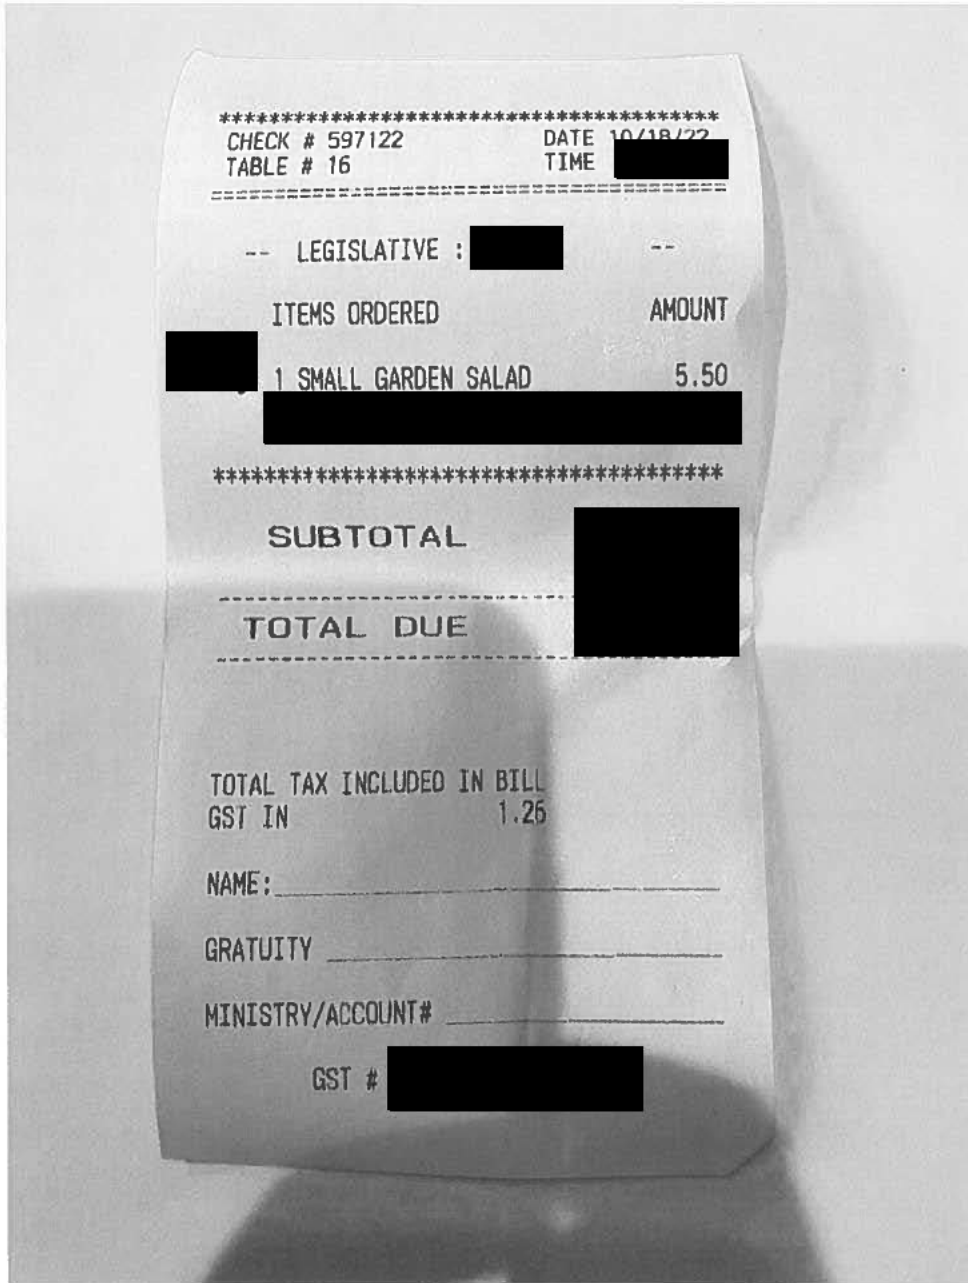 ****************************************
CHECK # 597122 DATE 10/18/22
TABLE # 16 TIME
========================================
-- LEGISLATIVE : --
ITEMS ORDERED AMOUNT
1 SMALL GARDEN SALAD 5.50
****************************************
SUBTOTAL
TOTAL DUE
TOTAL TAX INCLUDED IN BILL
GST IN 1.26
NAME:
GRATUITY
MINISTRY/ACCOUNT#
GST #